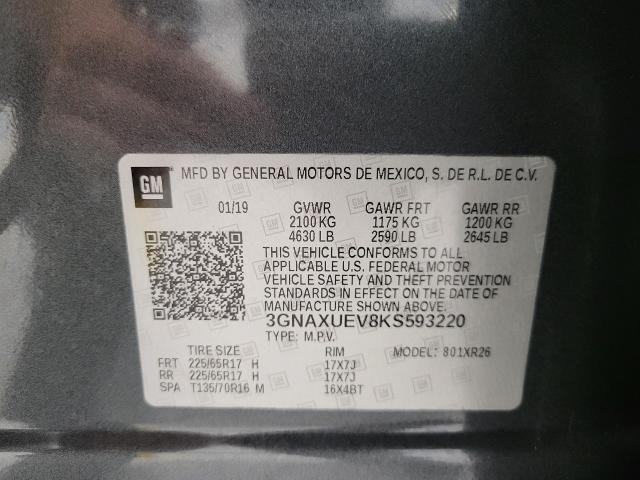 GM MFD BY GENERAL MOTORS DE MEXICO, S. DE R.L. DE C.V.
01/19 GVWR GAWR FRT GAWR RR
2100 KG 1175 KG 1200 KG
4630 LB 2590 LB 2645 LB
THIS VEHICLE CONFORMS TO ALL
APPLICABLE U.S. FEDERAL MOTOR
VEHICLE SAFETY AND THEFT PREVENTION
STANDARDS IN EFFECT ON THE DATE
OF MANUFACTURE SHOWN ABOVE.
3GNAXUEV8KS593220
TYPE: M.P.V.
TIRE SIZE RIM MODEL: 801XR26
FRT 225/65R17 H 17X7J
RR 225/65R17 H 17X7J
SPA T135/70R16 M 16X4BT